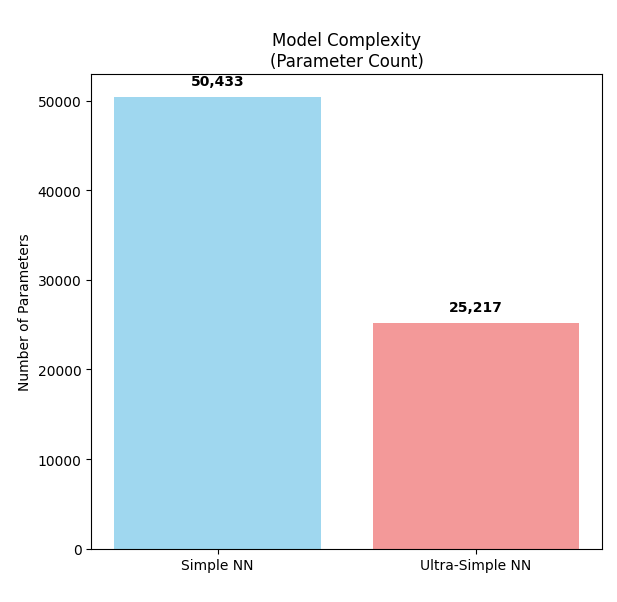 Model Complexity
(Parameter Count)
50,433
25,217
Number of Parameters
50000
40000
30000
20000
10000
0
Simple NN
Ultra-Simple NN